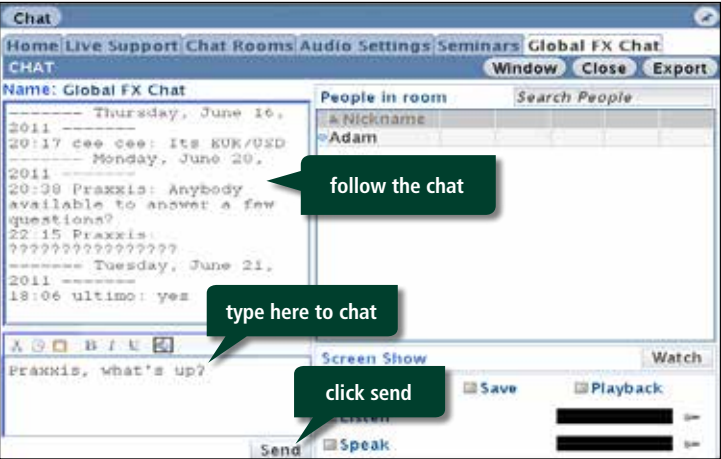 Chat
Home Live Support Chat Rooms Audio Settings Seminars Global FX Chat
CHAT
Window Close Export
Name: Global FX Chat
------- Thursday, June 16,
2011 -------
20:17 cee cee: Its EUR/USD
------- Monday, June 20,
2011 -------
20:38 Praxxis: Anybody
available to answer a few
questions?
22:15 Praxxis:
????????????????
------- Tuesday, June 21,
2011 -------
18:06 ultimo: yes
People in room
Search People
Nickname
Adam
follow the chat
type here to chat
B I U
Praxxis, what's up?
click send
Send
Screen Show
Watch
Save
Playback
Listen
Speak